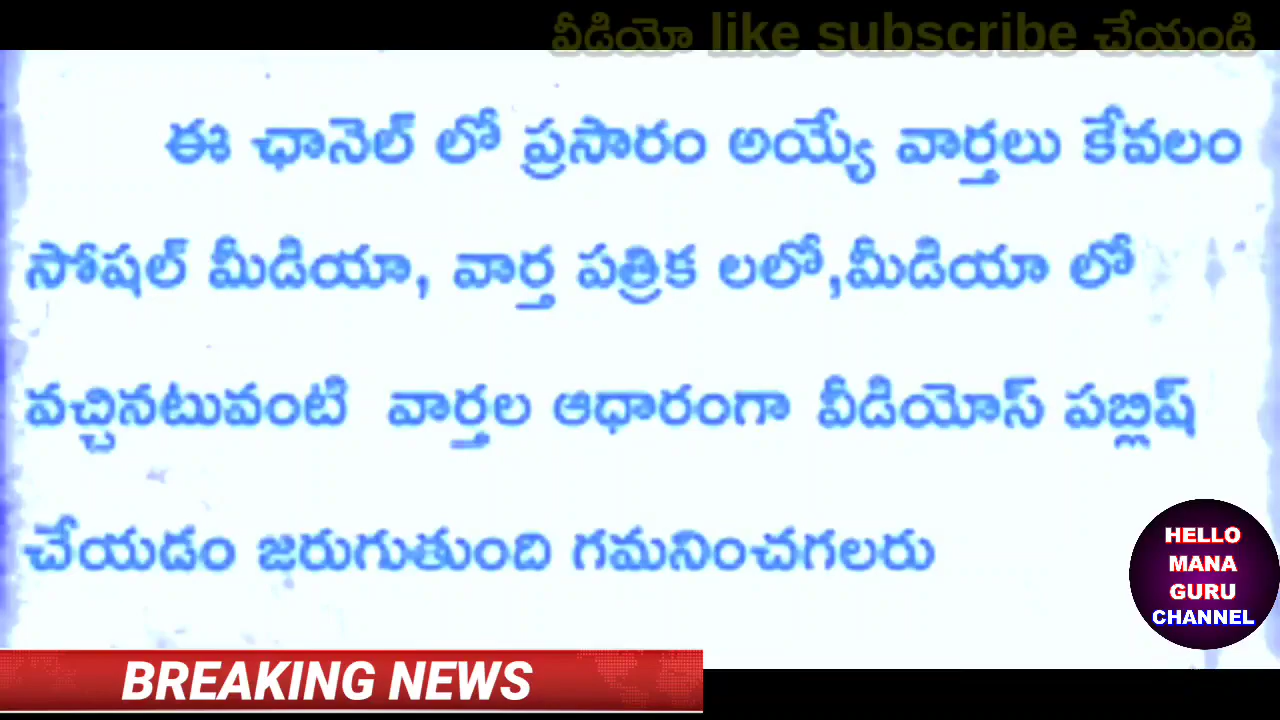 వీడియో like subscribe చేయండి
ఈ ఛానెల్ లో ప్రసారం అయ్యే వార్తలు కేవలం
సోషల్ మీడియా, వార్త పత్రిక లలో,మీడియా లో
వచ్చినటువంటి వార్తల ఆధారంగా వీడియోస్ పబ్లిష్
చేయడం జరుగుతుంది గమనించగలరు
HELLO
MANA
GURU
CHANNEL
BREAKING NEWS